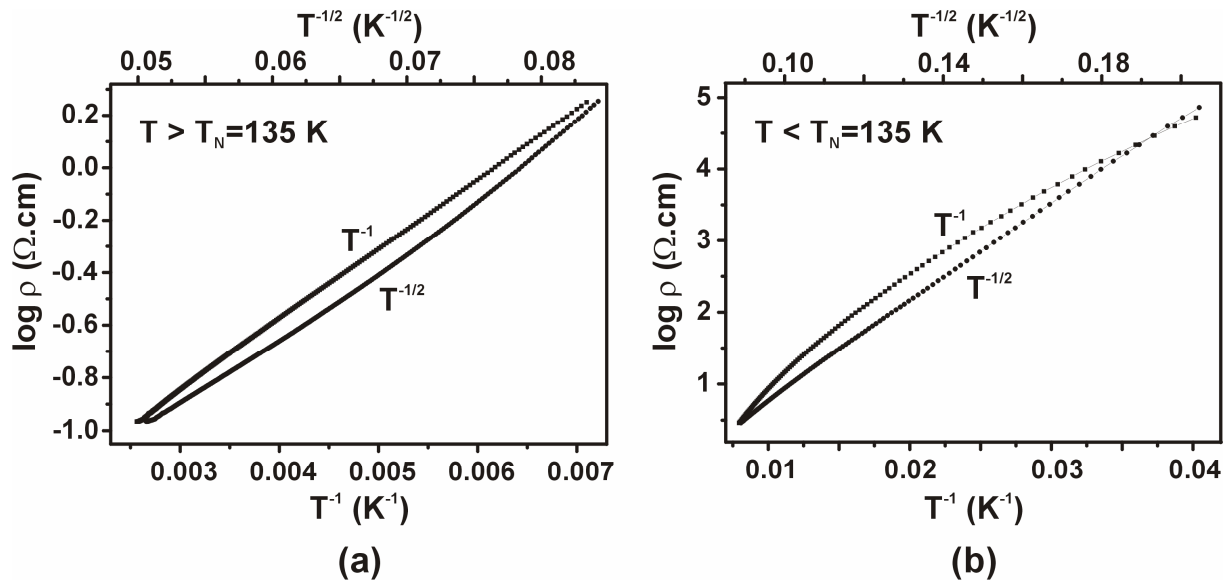 T-1/2 (K-1/2)
0.05 0.06 0.07 0.08
0.2
0.0
-0.2
-0.4
-0.6
-0.8
-1.0
log ρ (Ω.cm)
T > TN=135 K
T-1
T-1/2
0.003 0.004 0.005 0.006 0.007
T-1 (K-1)
(a)
T-1/2 (K-1/2)
0.10 0.14 0.18
5
4
3
2
1
log ρ (Ω.cm)
T < TN=135 K
T-1
T-1/2
0.01 0.02 0.03 0.04
T-1 (K-1)
(b)